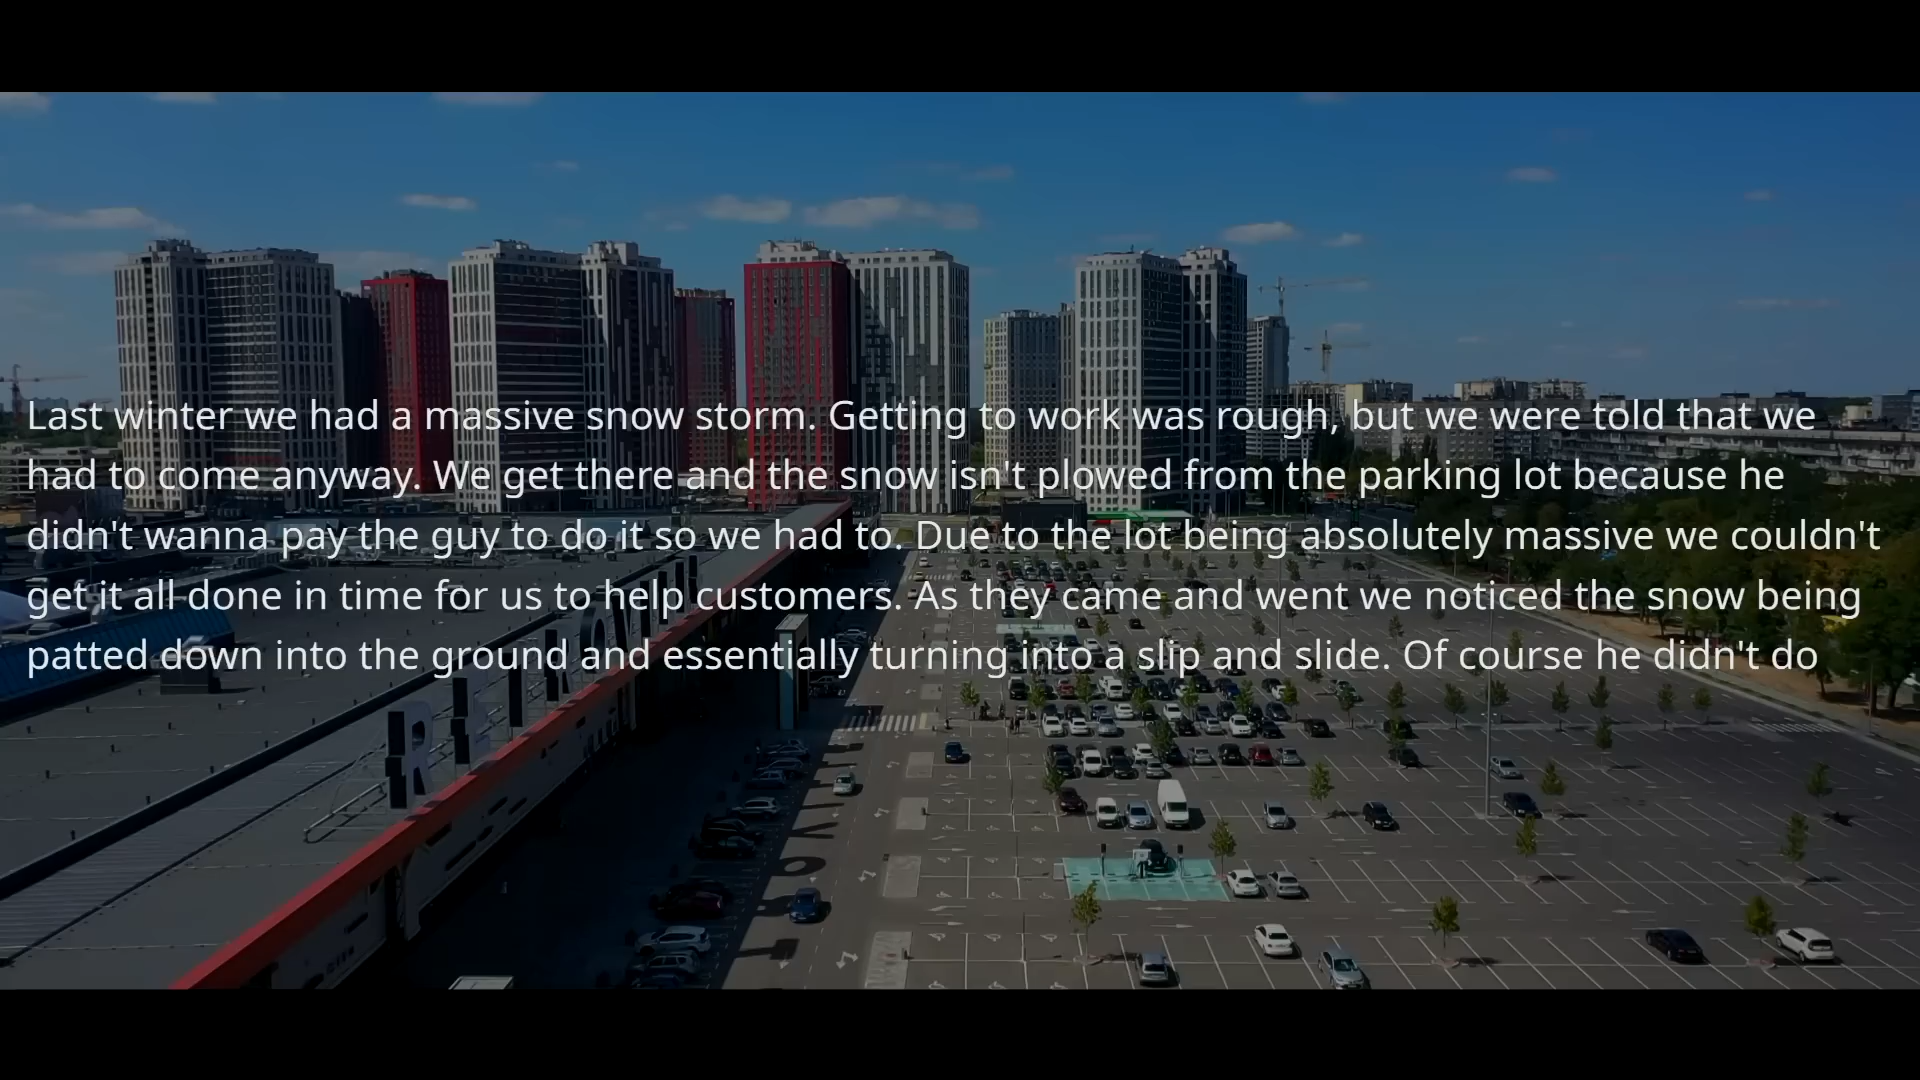 Last winter we had a massive snow storm. Getting to work was rough, but we were told that we
had to come anyway. We get there and the snow isn't plowed from the parking lot because he
didn't wanna pay the guy to do it so we had to. Due to the lot being absolutely massive we couldn't
get it all done in time for us to help customers. As they came and went we noticed the snow being
patted down into the ground and essentially turning into a slip and slide. Of course he didn't do